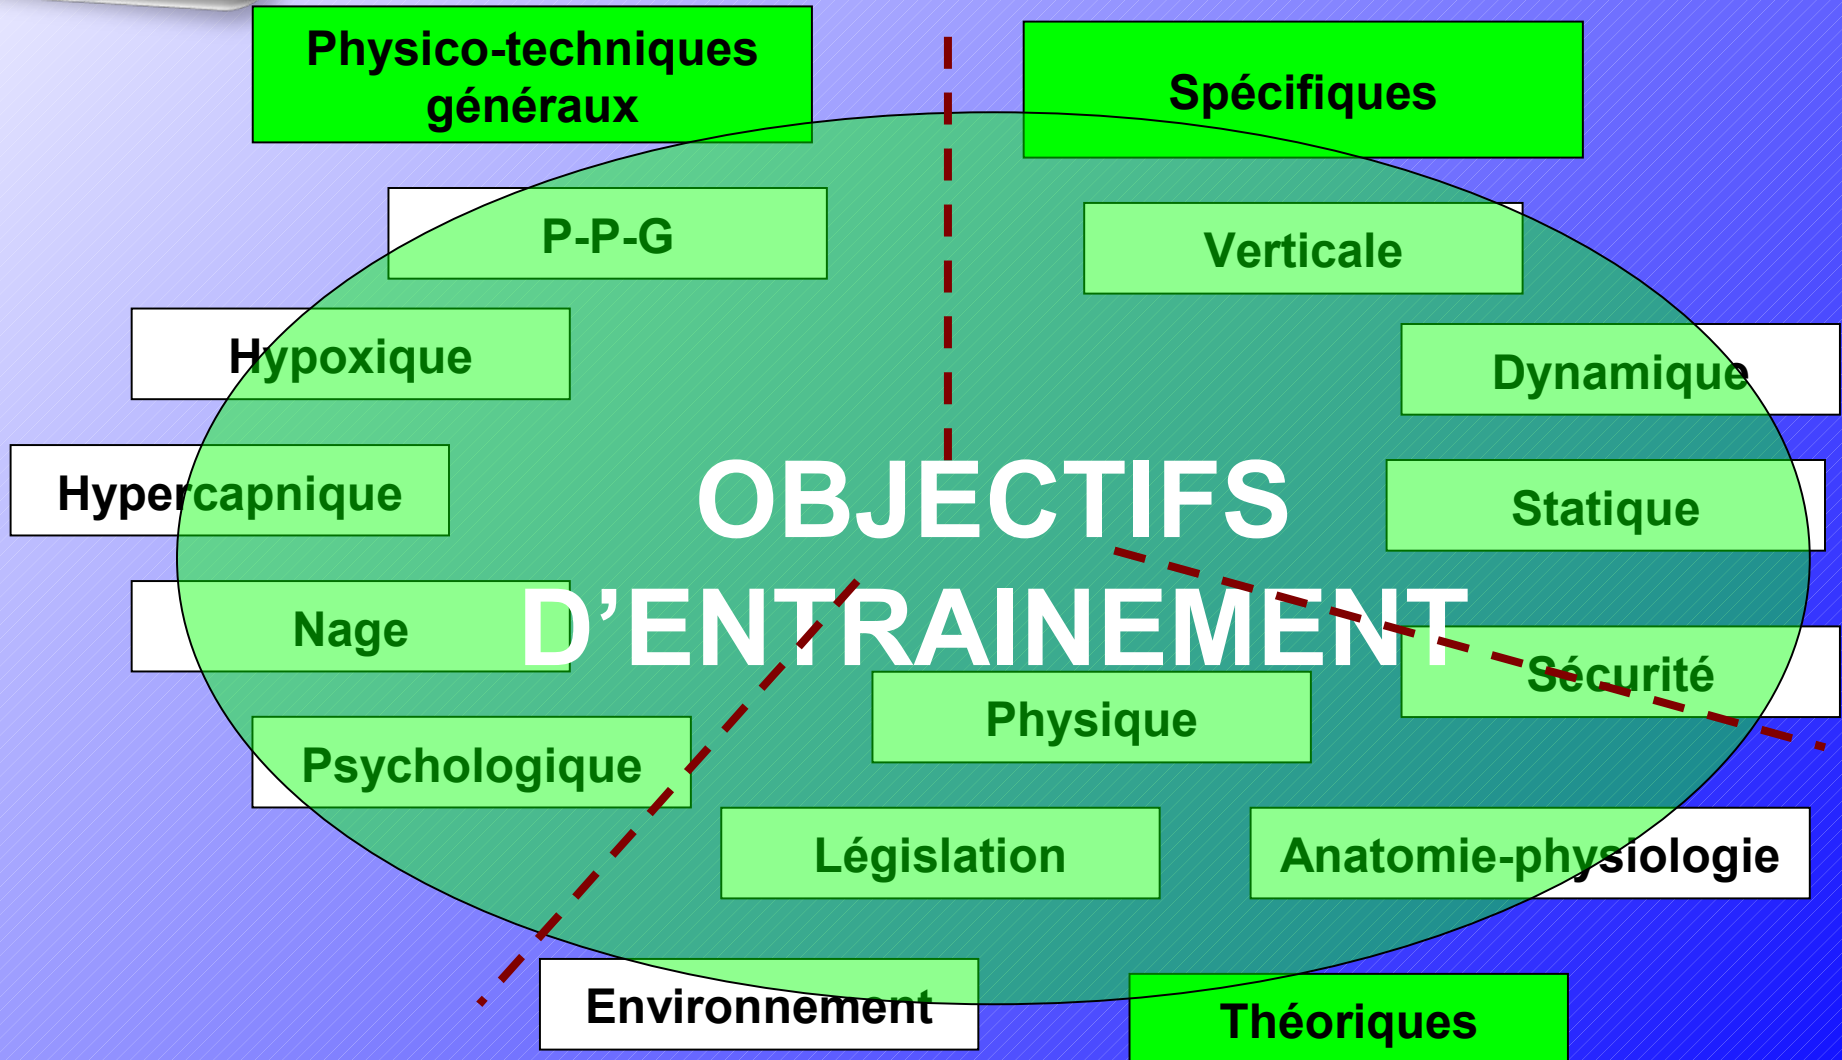 Physico-techniques
généraux
Spécifiques
P-P-G
Verticale
Hypoxique
Dynamique
Hypercapnique
Statique
OBJECTIFS
D’ENTRAINEMENT
Nage
Sécurité
Physique
Psychologique
Législation
Anatomie-physiologie
Environnement
Théoriques